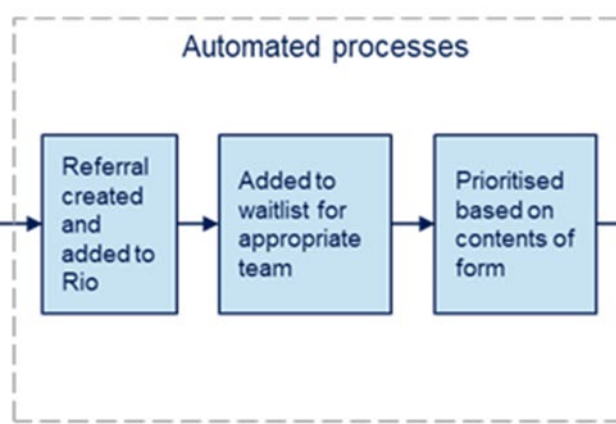 Automated processes
Referral
created
and
added to
Rio
Added to
waitlist for
appropriate
team
Prioritised
based on
contents of
form